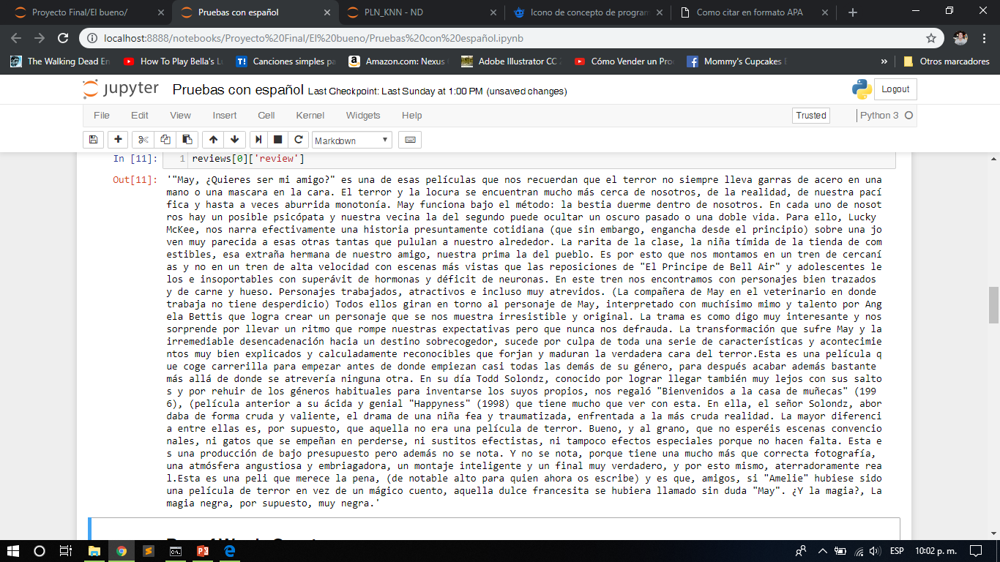 Proyecto Final/El bueno/
Pruebas con español
PLN_KNN - ND
Icono de concepto de program
Como citar en formato APA
localhost:8888/notebooks/Proyecto%20Final/El%20bueno/Pruebas%20con%20español.ipynb
The Walking Dead En
How To Play Bella's Lu
Canciones simples pa
Amazon.com: Nexus
Adobe Illustrator CC 2
Cómo Vender un Pro
Mommy's Cupcakes
»
Otros marcadores
jupyter Pruebas con español Last Checkpoint: Last Sunday at 1:00 PM (unsaved changes)
Logout
File Edit View Insert Cell Kernel Widgets Help
Trusted
Python 3
Markdown
In [11]: 1 reviews[0]['review']
Out[11]: '"May, ¿Quieres ser mi amigo?" es una de esas películas que nos recuerdan que el terror no siempre lleva garras de acero en una
mano o una mascara en la cara. El terror y la locura se encuentran mucho más cerca de nosotros, de la realidad, de nuestra pací
fica y hasta a veces aburrida monotonía. May funciona bajo el método: la bestia duerme dentro de nosotros. En cada uno de nosot
ros hay un posible psicópata y nuestra vecina la del segundo puede ocultar un oscuro pasado o una doble vida. Para ello, Lucky
McKee, nos narra efectivamente una historia presuntamente cotidiana (que sin embargo, engancha desde el principio) sobre una jo
ven muy parecida a esas otras tantas que pululan a nuestro alrededor. La rarita de la clase, la niña tímida de la tienda de com
estibles, esa extraña hermana de nuestro amigo, nuestra prima la del pueblo. Es por esto que nos montamos en un tren de cercaní
as y no en un tren de alta velocidad con escenas más vistas que las reposiciones de "El Principe de Bell Air" y adolescentes le
los e insoportables con superávit de hormonas y déficit de neuronas. En este tren nos encontramos con personajes bien trazados
y de carne y hueso. Personajes trabajados, atractivos e incluso muy atrevidos. (La compañera de May en el veterinario en donde
trabaja no tiene desperdicio) Todos ellos giran en torno al personaje de May, interpretado con muchísimo mimo y talento por Ang
ela Bettis que logra crear un personaje que se nos muestra irresistible y original. La trama es como digo muy interesante y nos
sorprende por llevar un ritmo que rompe nuestras expectativas pero que nunca nos defrauda. La transformación que sufre May y la
irremediable desencadenación hacia un destino sobrecogedor, sucede por culpa de toda una serie de características y acontecimie
ntos muy bien explicados y calculadamente reconocibles que forjan y maduran la verdadera cara del terror.Esta es una película q
ue coge carrerilla para empezar antes de donde empiezan casi todas las demás de su género, para después acabar además bastante
más allá de donde se atrevería ninguna otra. En su día Todd Solondz, conocido por lograr llegar también muy lejos con sus salto
s y por rehuir de los géneros habituales para inventarse los suyos propios, nos regaló "Bienvenidos a la casa de muñecas" (199
6), (película anterior a su ácida y genial "Happyness" (1998) que tiene mucho que ver con esta. En ella, el señor Solondz, abor
daba de forma cruda y valiente, el drama de una niña fea y traumatizada, enfrentada a la más cruda realidad. La mayor diferenci
a entre ellas es, por supuesto, que aquella no era una película de terror. Bueno, y al grano, que no esperéis escenas convencio
nales, ni gatos que se empeñan en perderse, ni sustitos efectistas, ni tampoco efectos especiales porque no hacen falta. Esta e
s una producción de bajo presupuesto pero además no se nota. Y no se nota, porque tiene una mucho más que correcta fotografía,
una atmósfera angustiosa y embriagadora, un montaje inteligente y un final muy verdadero, y por esto mismo, aterradoramente rea
l.Esta es una peli que merece la pena, (de notable alto para quien ahora os escribe) y es que, amigos, si "Amelie" hubiese sido
una película de terror en vez de un mágico cuento, aquella dulce francesita se hubiera llamado sin duda "May". ¿Y la magia?, La
magia negra, por supuesto, muy negra.'
ESP
10:02 p. m.